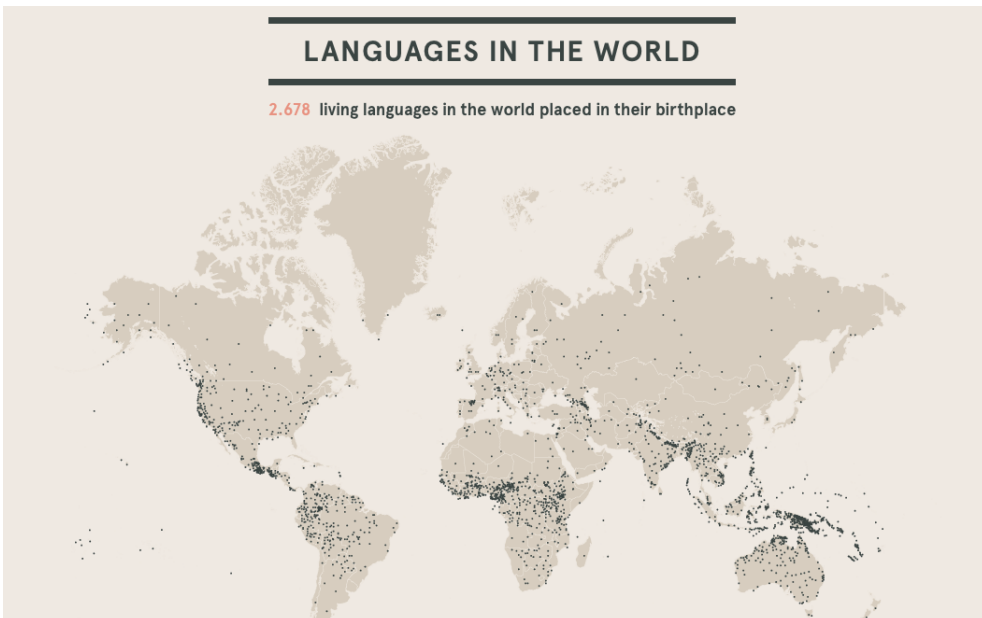 LANGUAGES IN THE WORLD
2.678 living languages in the world placed in their birthplace